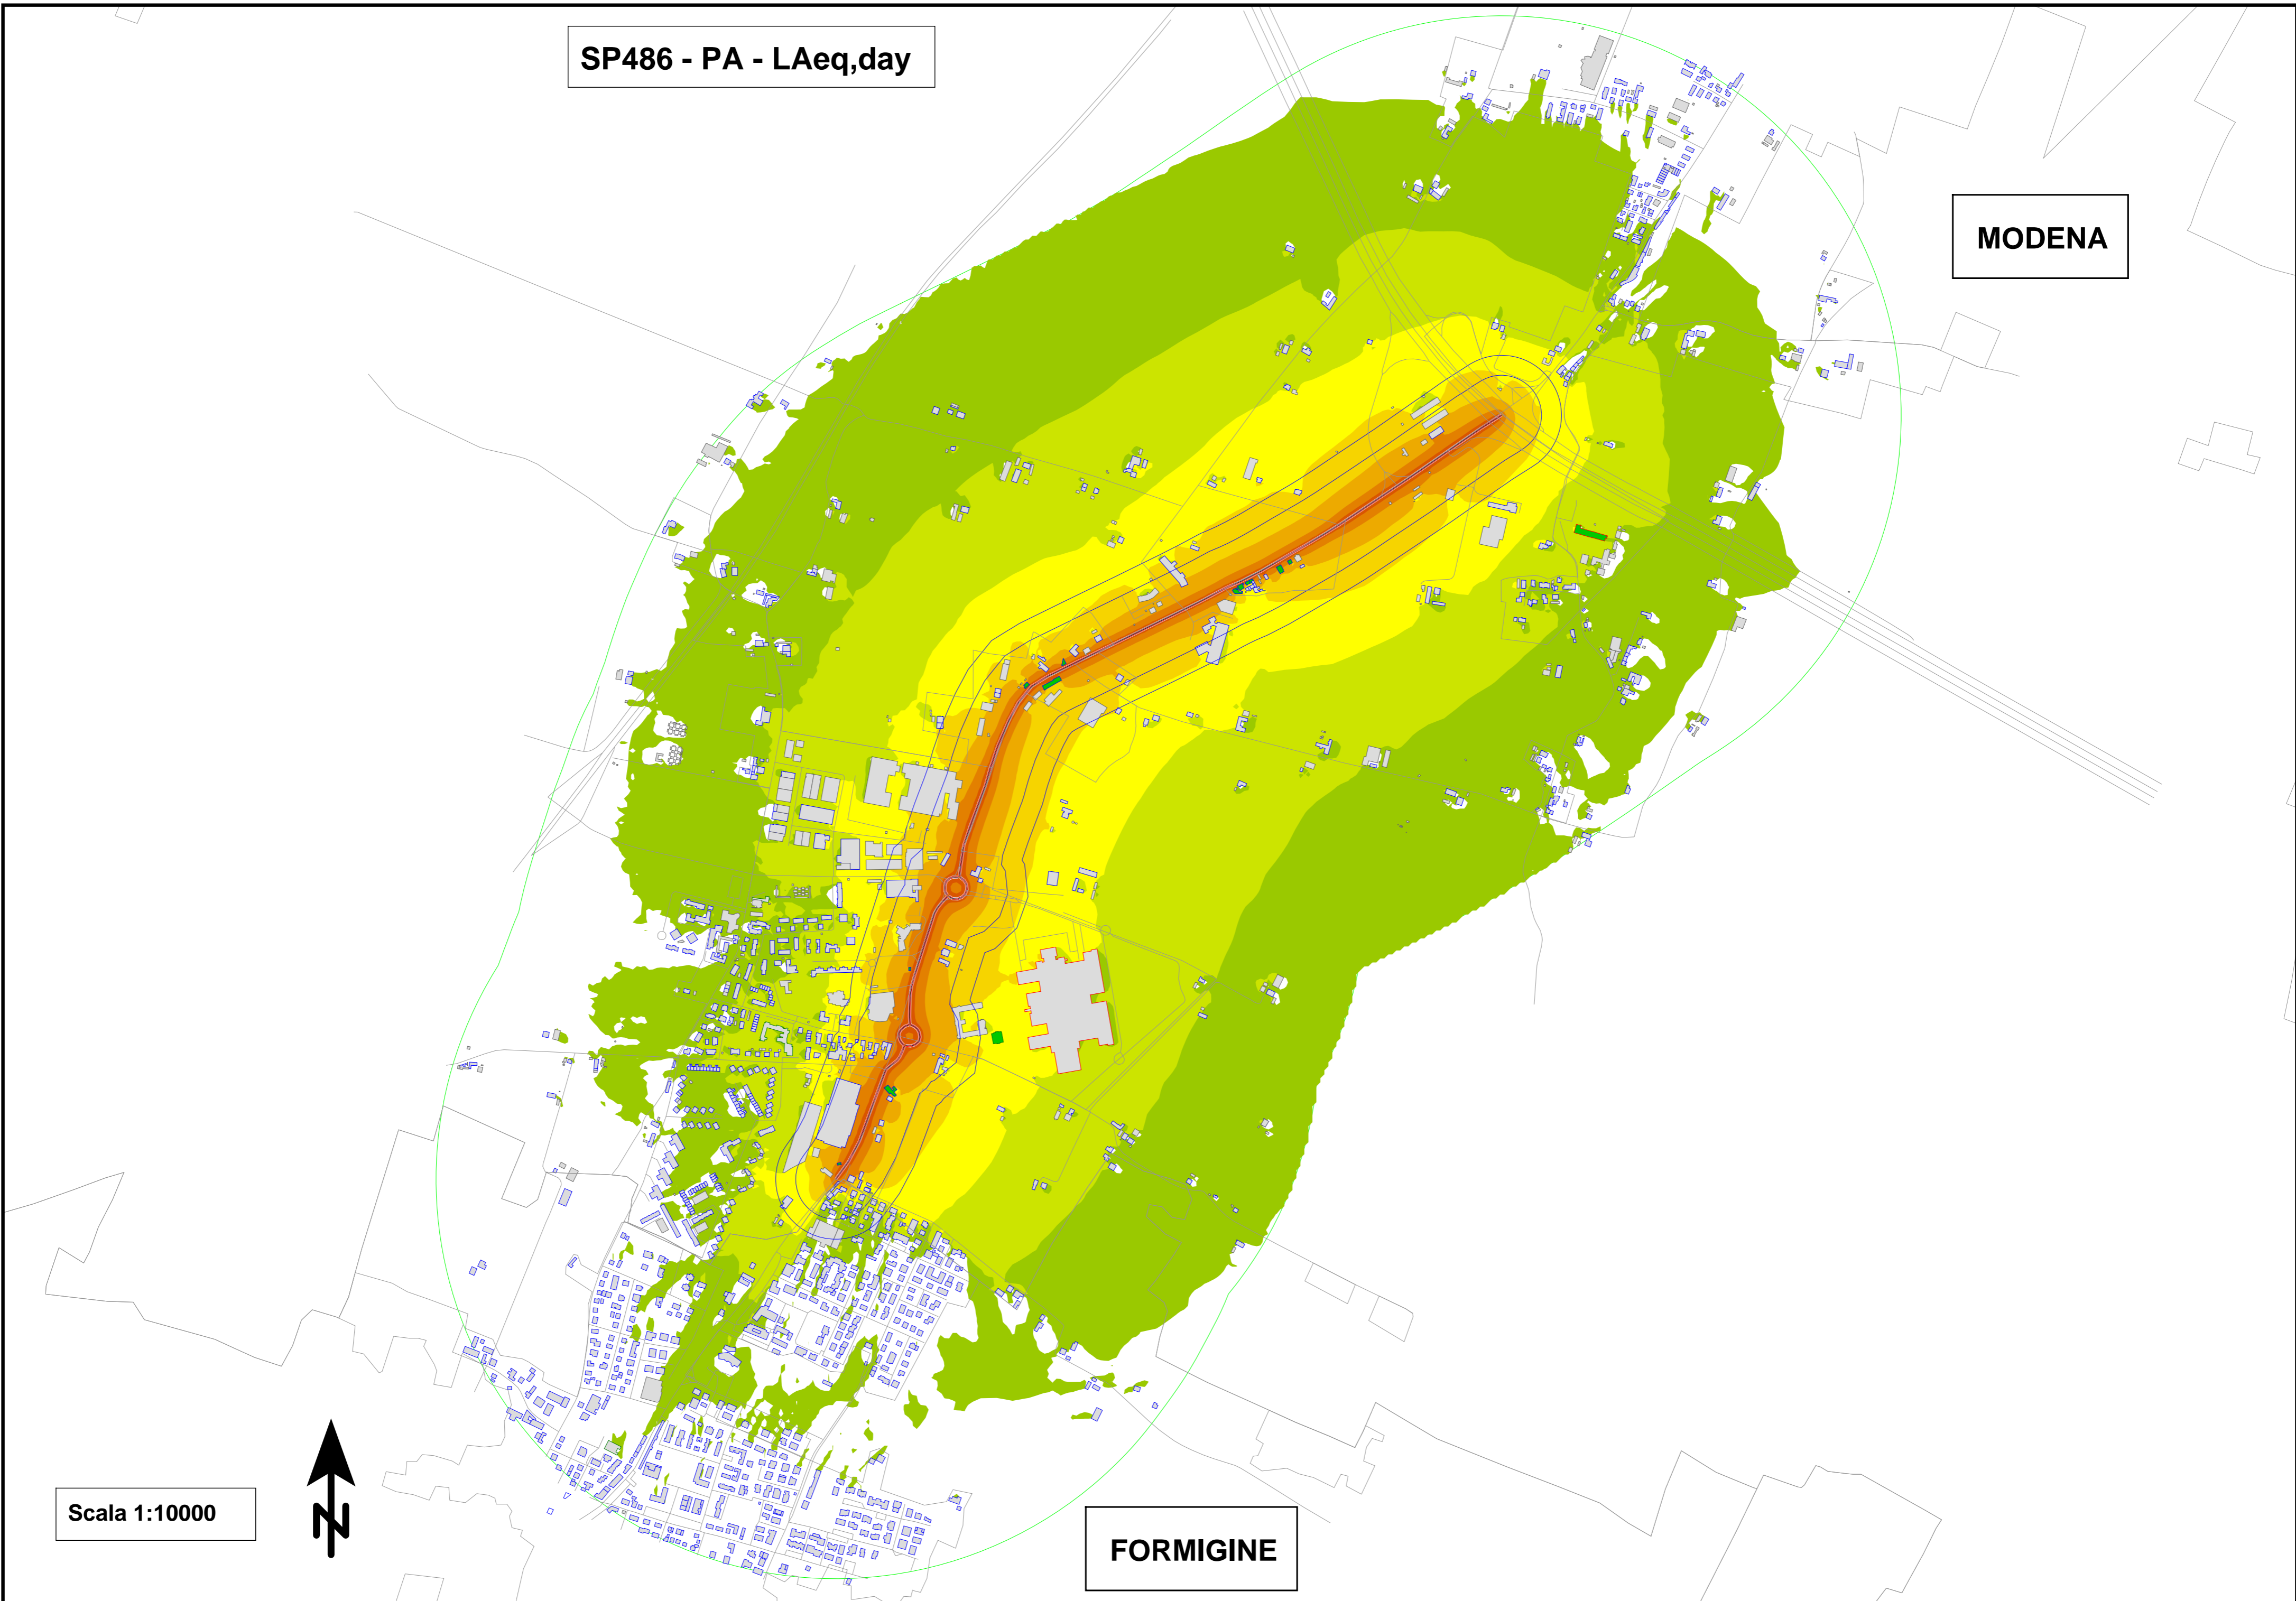 SP486 - PA - LAeq,day
MODENA
Scala 1:10000
N
FORMIGINE